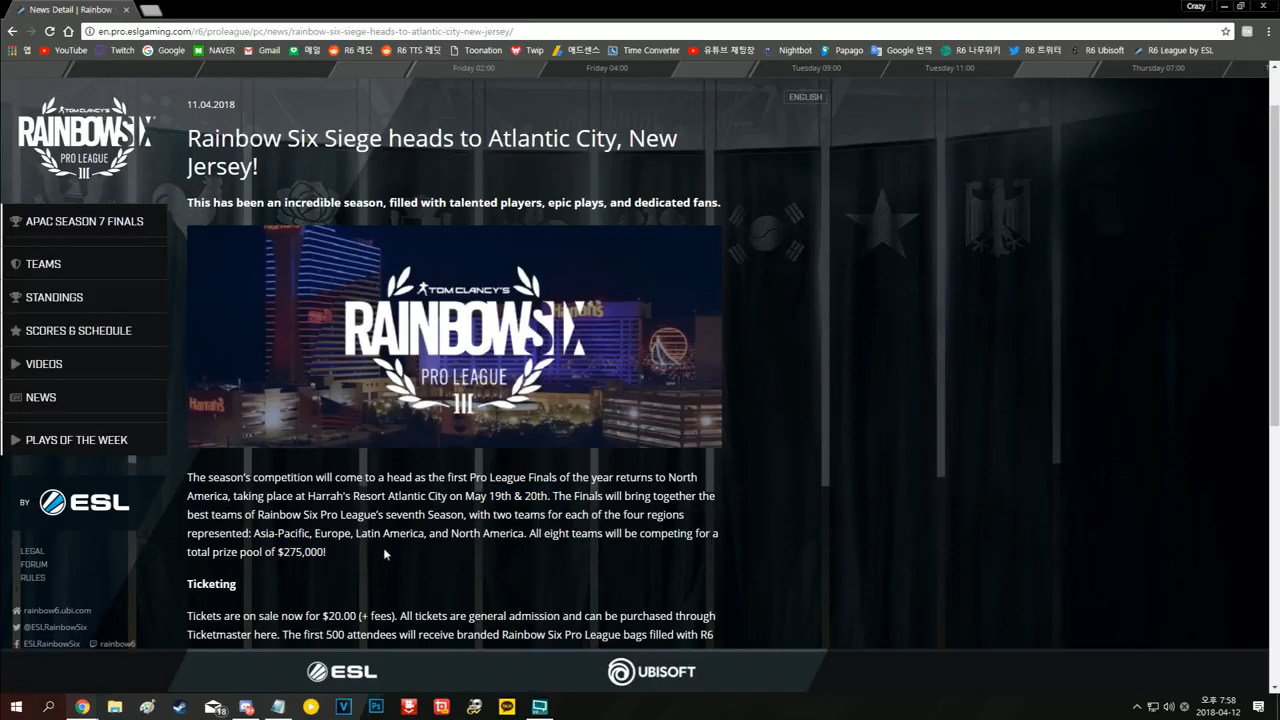 News Detail | Rainbow
Crazy
en.pro.eslgaming.com/r6/proleague/pc/news/rainbow-six-siege-heads-to-atlantic-city-new-jersey/
앱 YouTube Twitch Google NAVER Gmail 메일 R6 레딧 R6 TTS 레딧 Toonation Twip 애드센스 Time Converter 유튜브 재팅창 Nightbot Papago Google 번역 R6 나무위키 R6 트위터 R6 Ubisoft R6 League by ESL
Friday 02:00 Friday 04:00 Tuesday 09:00 Tuesday 11:00 Thursday 07:00
TOM CLANCY'S
RAINBOWSIX
PRO LEAGUE
III
APAC SEASON 7 FINALS
TEAMS
STANDINGS
SCORES & SCHEDULE
VIDEOS
NEWS
PLAYS OF THE WEEK
BY ESL
LEGAL
FORUM
RULES
rainbow6.ubi.com
@ESLRainbowSix
ESLRainbowSix rainbow6
11.04.2018
ENGLISH
Rainbow Six Siege heads to Atlantic City, New
Jersey!
This has been an incredible season, filled with talented players, epic plays, and dedicated fans.
TOM CLANCY'S
RAINBOWSIX
PRO LEAGUE
III
Harrah's
Harrah's
The season's competition will come to a head as the first Pro League Finals of the year returns to North
America, taking place at Harrah's Resort Atlantic City on May 19th & 20th. The Finals will bring together the
best teams of Rainbow Six Pro League's seventh Season, with two teams for each of the four regions
represented: Asia-Pacific, Europe, Latin America, and North America. All eight teams will be competing for a
total prize pool of $275,000!
Ticketing
Tickets are on sale now for $20.00 (+ fees). All tickets are general admission and can be purchased through
Ticketmaster here. The first 500 attendees will receive branded Rainbow Six Pro League bags filled with R6
ESL UBISOFT
18
V
Ps
TALK
오후 7:58
2018-04-12